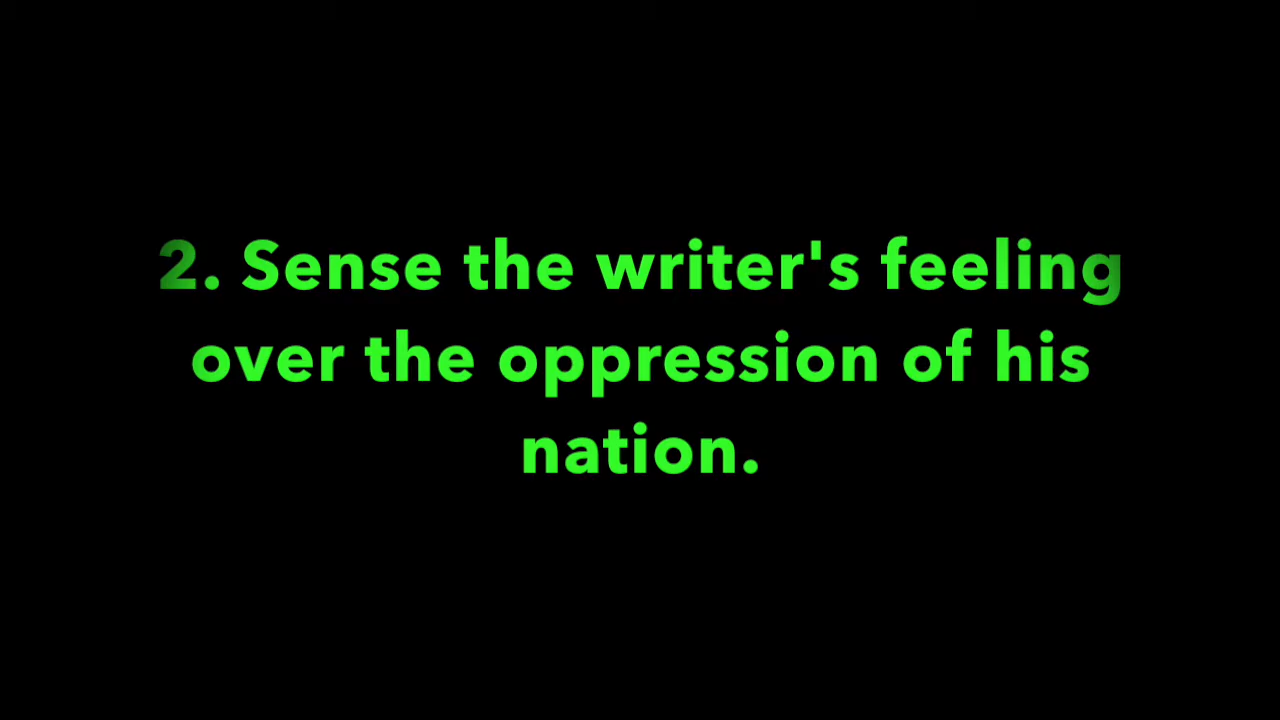 2. Sense the writer's feeling
over the oppression of his
nation.